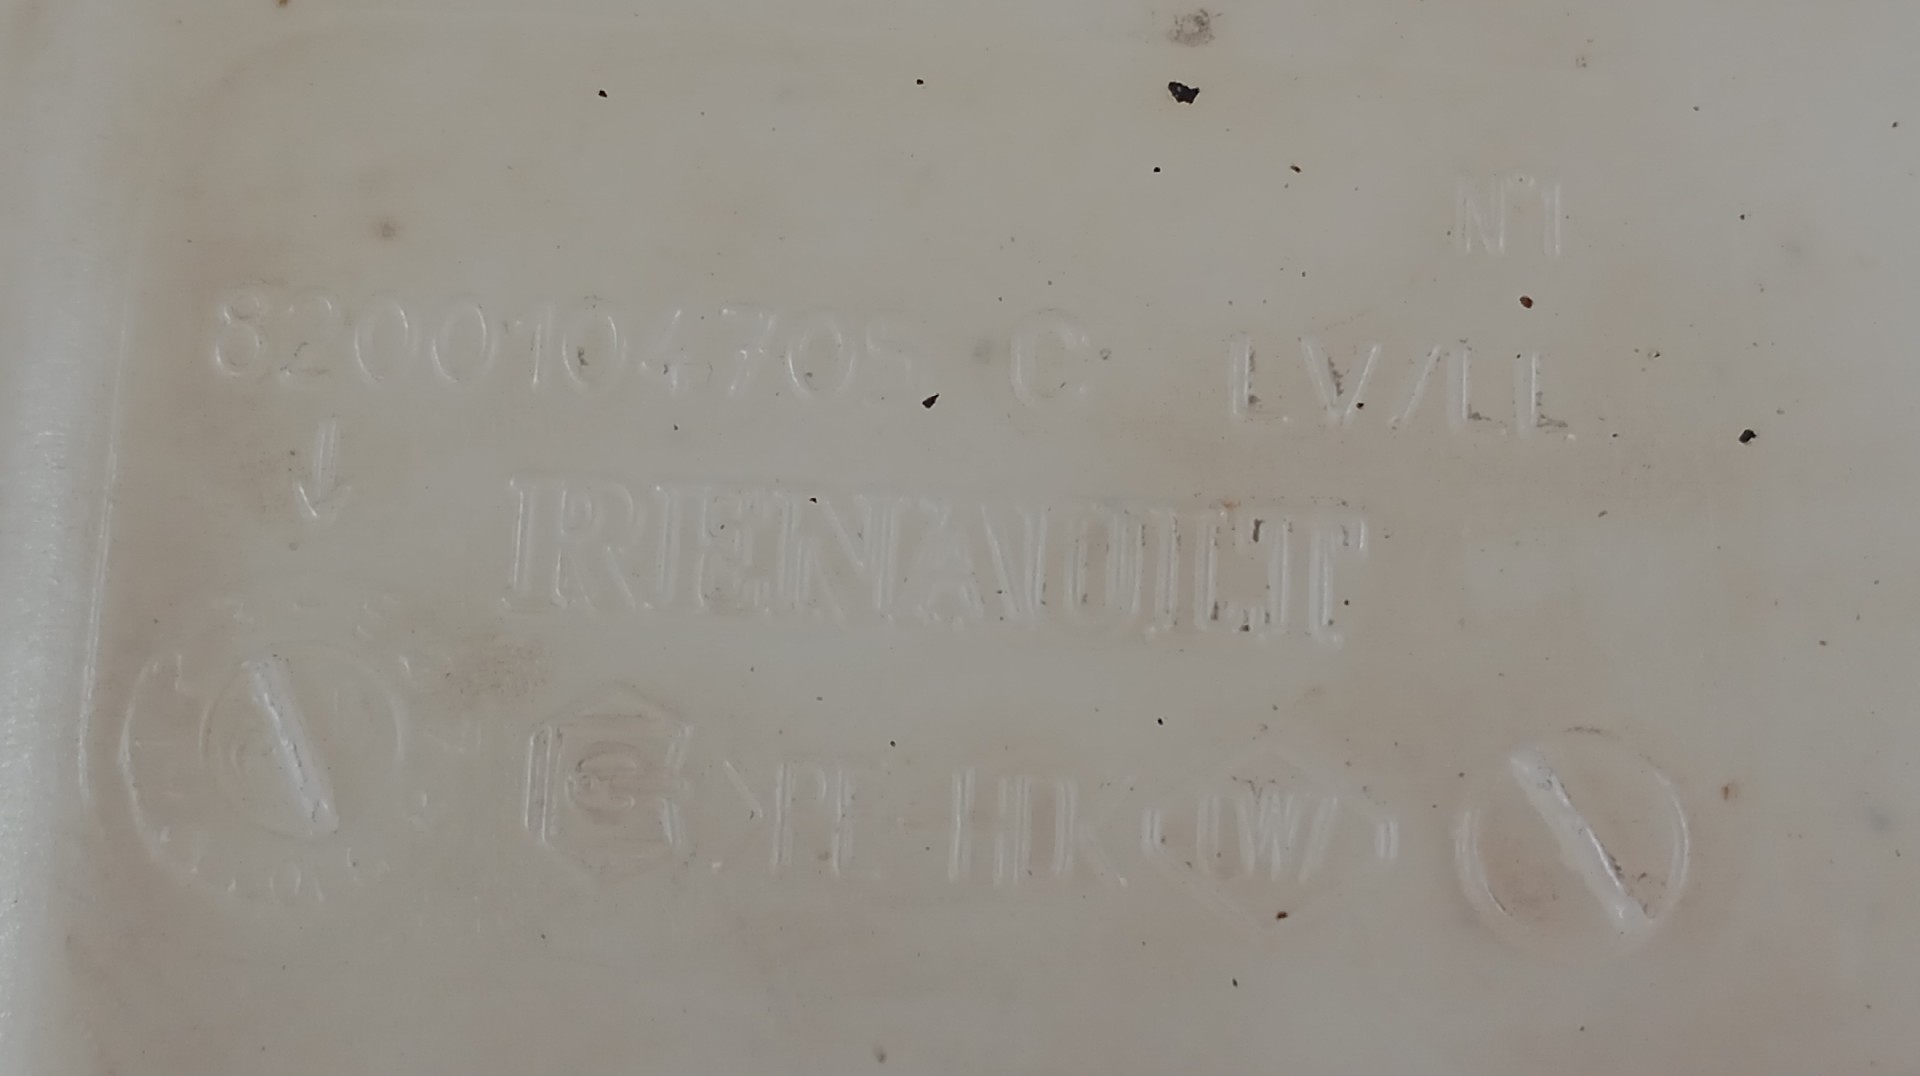 N°1
8200104705 C LV/LL
RENAULT
>PE-HD<